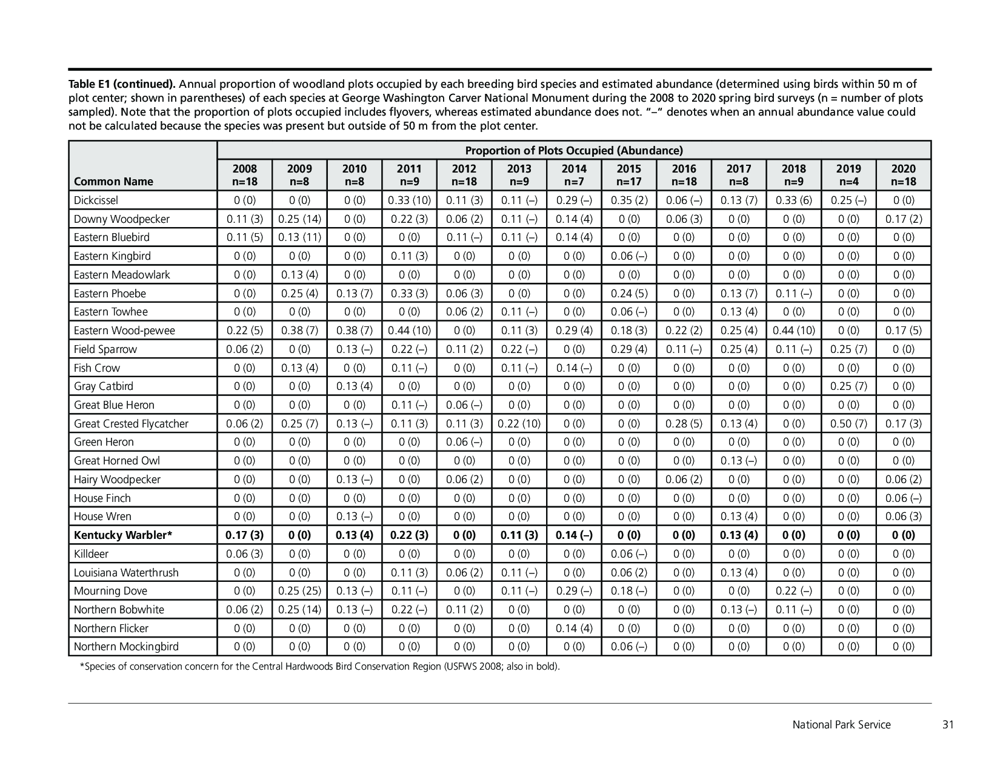 Table E1 (continued). Annual proportion of woodland plots occupied by each breeding bird species and estimated abundance (determined using birds within 50 m of
plot center; shown in parentheses) of each species at George Washington Carver National Monument during the 2008 to 2020 spring bird surveys (n = number of plots
sampled). Note that the proportion of plots occupied includes flyovers, whereas estimated abundance does not. “–“ denotes when an annual abundance value could
not be calculated because the species was present but outside of 50 m from the plot center.
Proportion of Plots Occupied (Abundance)
2008 2009 2010 2011 2012 2013 2014 2015 2016 2017 2018 2019 2020
Common Name n=18 n=8 n=8 n=9 n=18 n=9 n=7 n=17 n=18 n=8 n=9 n=4 n=18
Dickcissel 0 (0) 0 (0) 0 (0) 0.33 (10) 0.11 (3) 0.11 (–) 0.29 (–) 0.35 (2) 0.06 (–) 0.13 (7) 0.33 (6) 0.25 (–) 0 (0)
Downy Woodpecker 0.11 (3) 0.25 (14) 0 (0) 0.22 (3) 0.06 (2) 0.11 (–) 0.14 (4) 0 (0) 0.06 (3) 0 (0) 0 (0) 0 (0) 0.17 (2)
Eastern Bluebird 0.11 (5) 0.13 (11) 0 (0) 0 (0) 0.11 (–) 0.11 (–) 0.14 (4) 0 (0) 0 (0) 0 (0) 0 (0) 0 (0) 0 (0)
Eastern Kingbird 0 (0) 0 (0) 0 (0) 0.11 (3) 0 (0) 0 (0) 0 (0) 0.06 (–) 0 (0) 0 (0) 0 (0) 0 (0) 0 (0)
Eastern Meadowlark 0 (0) 0.13 (4) 0 (0) 0 (0) 0 (0) 0 (0) 0 (0) 0 (0) 0 (0) 0 (0) 0 (0) 0 (0) 0 (0)
Eastern Phoebe 0 (0) 0.25 (4) 0.13 (7) 0.33 (3) 0.06 (3) 0 (0) 0 (0) 0.24 (5) 0 (0) 0.13 (7) 0.11 (–) 0 (0) 0 (0)
Eastern Towhee 0 (0) 0 (0) 0 (0) 0 (0) 0.06 (2) 0.11 (–) 0 (0) 0.06 (–) 0 (0) 0.13 (4) 0 (0) 0 (0) 0 (0)
Eastern Wood-pewee 0.22 (5) 0.38 (7) 0.38 (7) 0.44 (10) 0 (0) 0.11 (3) 0.29 (4) 0.18 (3) 0.22 (2) 0.25 (4) 0.44 (10) 0 (0) 0.17 (5)
Field Sparrow 0.06 (2) 0 (0) 0.13 (–) 0.22 (–) 0.11 (2) 0.22 (–) 0 (0) 0.29 (4) 0.11 (–) 0.25 (4) 0.11 (–) 0.25 (7) 0 (0)
Fish Crow 0 (0) 0.13 (4) 0 (0) 0.11 (–) 0 (0) 0.11 (–) 0.14 (–) 0 (0) 0 (0) 0 (0) 0 (0) 0 (0) 0 (0)
Gray Catbird 0 (0) 0 (0) 0.13 (4) 0 (0) 0 (0) 0 (0) 0 (0) 0 (0) 0 (0) 0 (0) 0 (0) 0.25 (7) 0 (0)
Great Blue Heron 0 (0) 0 (0) 0 (0) 0.11 (–) 0.06 (–) 0 (0) 0 (0) 0 (0) 0 (0) 0 (0) 0 (0) 0 (0) 0 (0)
Great Crested Flycatcher 0.06 (2) 0.25 (7) 0.13 (–) 0.11 (3) 0.11 (3) 0.22 (10) 0 (0) 0 (0) 0.28 (5) 0.13 (4) 0 (0) 0.50 (7) 0.17 (3)
Green Heron 0 (0) 0 (0) 0 (0) 0 (0) 0.06 (–) 0 (0) 0 (0) 0 (0) 0 (0) 0 (0) 0 (0) 0 (0) 0 (0)
Great Horned Owl 0 (0) 0 (0) 0 (0) 0 (0) 0 (0) 0 (0) 0 (0) 0 (0) 0 (0) 0.13 (–) 0 (0) 0 (0) 0 (0)
Hairy Woodpecker 0 (0) 0 (0) 0.13 (–) 0 (0) 0.06 (2) 0 (0) 0 (0) 0 (0) 0.06 (2) 0 (0) 0 (0) 0 (0) 0.06 (2)
House Finch 0 (0) 0 (0) 0 (0) 0 (0) 0 (0) 0 (0) 0 (0) 0 (0) 0 (0) 0 (0) 0 (0) 0 (0) 0.06 (–)
House Wren 0 (0) 0 (0) 0.13 (–) 0 (0) 0 (0) 0 (0) 0 (0) 0 (0) 0 (0) 0.13 (4) 0 (0) 0 (0) 0.06 (3)
Kentucky Warbler* 0.17 (3) 0 (0) 0.13 (4) 0.22 (3) 0 (0) 0.11 (3) 0.14 (–) 0 (0) 0 (0) 0.13 (4) 0 (0) 0 (0) 0 (0)
Killdeer 0.06 (3) 0 (0) 0 (0) 0 (0) 0 (0) 0 (0) 0 (0) 0.06 (–) 0 (0) 0 (0) 0 (0) 0 (0) 0 (0)
Louisiana Waterthrush 0 (0) 0 (0) 0 (0) 0.11 (3) 0.06 (2) 0.11 (–) 0 (0) 0.06 (2) 0 (0) 0.13 (4) 0 (0) 0 (0) 0 (0)
Mourning Dove 0 (0) 0.25 (25) 0.13 (–) 0.11 (–) 0 (0) 0.11 (–) 0.29 (–) 0.18 (–) 0 (0) 0 (0) 0.22 (–) 0 (0) 0 (0)
Northern Bobwhite 0.06 (2) 0.25 (14) 0.13 (–) 0.22 (–) 0.11 (2) 0 (0) 0 (0) 0 (0) 0 (0) 0.13 (–) 0.11 (–) 0 (0) 0 (0)
Northern Flicker 0 (0) 0 (0) 0 (0) 0 (0) 0 (0) 0 (0) 0.14 (4) 0 (0) 0 (0) 0 (0) 0 (0) 0 (0) 0 (0)
Northern Mockingbird 0 (0) 0 (0) 0 (0) 0 (0) 0 (0) 0 (0) 0 (0) 0.06 (–) 0 (0) 0 (0) 0 (0) 0 (0) 0 (0)
*Species of conservation concern for the Central Hardwoods Bird Conservation Region (USFWS 2008; also in bold).
National Park Service 31